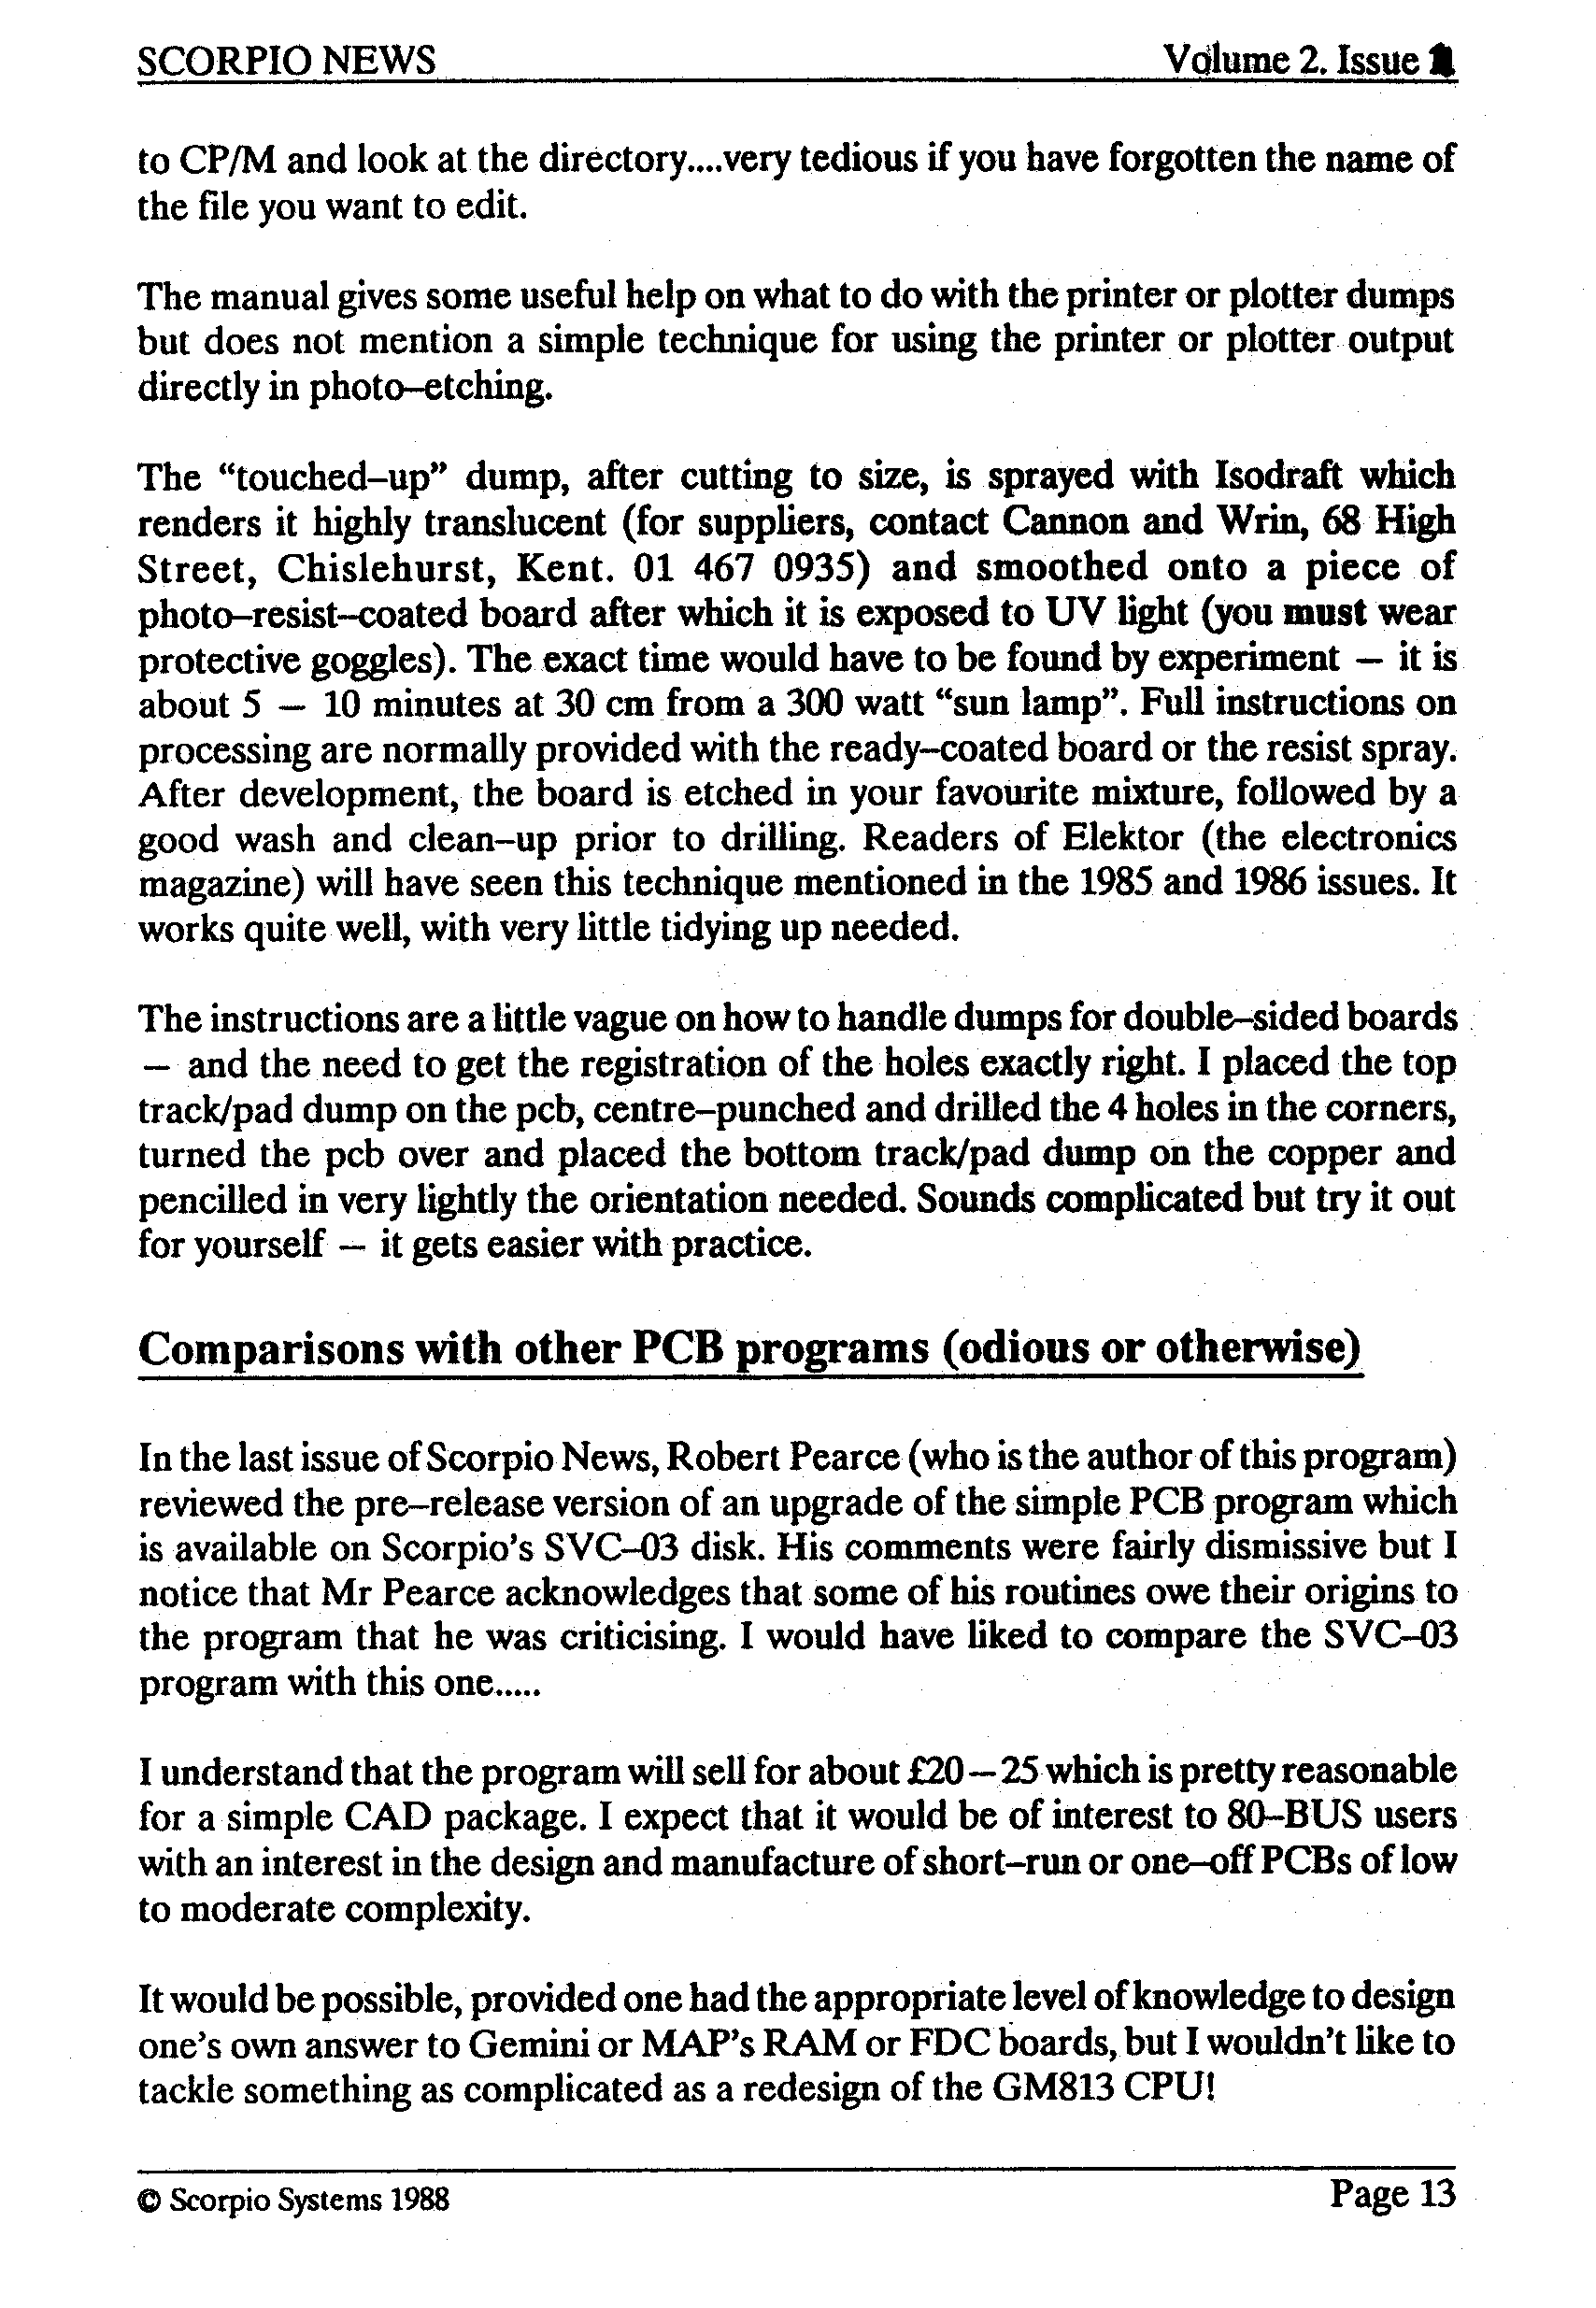 SCORPIO NEWS Volume 2. Issue 1
to CP/M and look at the directory....very tedious if you have forgotten the name of
the file you want to edit.
The manual gives some useful help on what to do with the printer or plotter dumps
but does not mention a simple technique for using the printer or plotter output
directly in photo–etching.
The “touched–up” dump, after cutting to size, is sprayed with Isodraft which
renders it highly translucent (for suppliers, contact Cannon and Wrin, 68 High
Street, Chislehurst, Kent. 01 467 0935) and smoothed onto a piece of
photo–resist–coated board after which it is exposed to UV light (you must wear
protective goggles). The exact time would have to be found by experiment – it is
about 5 – 10 minutes at 30 cm from a 300 watt “sun lamp”. Full instructions on
processing are normally provided with the ready–coated board or the resist spray.
After development, the board is etched in your favourite mixture, followed by a
good wash and clean–up prior to drilling. Readers of Elektor (the electronics
magazine) will have seen this technique mentioned in the 1985 and 1986 issues. It
works quite well, with very little tidying up needed.
The instructions are a little vague on how to handle dumps for double–sided boards
– and the need to get the registration of the holes exactly right. I placed the top
track/pad dump on the pcb, centre–punched and drilled the 4 holes in the corners,
turned the pcb over and placed the bottom track/pad dump on the copper and
pencilled in very lightly the orientation needed. Sounds complicated but try it out
for yourself – it gets easier with practice.
Comparisons with other PCB programs (odious or otherwise)
In the last issue of Scorpio News, Robert Pearce (who is the author of this program)
reviewed the pre–release version of an upgrade of the simple PCB program which
is available on Scorpio’s SVC–03 disk. His comments were fairly dismissive but I
notice that Mr Pearce acknowledges that some of his routines owe their origins to
the program that he was criticising. I would have liked to compare the SVC–03
program with this one.....
I understand that the program will sell for about £20 – 25 which is pretty reasonable
for a simple CAD package. I expect that it would be of interest to 80–BUS users
with an interest in the design and manufacture of short–run or one–off PCBs of low
to moderate complexity.
It would be possible, provided one had the appropriate level of knowledge to design
one’s own answer to Gemini or MAP’s RAM or FDC boards, but I wouldn’t like to
tackle something as complicated as a redesign of the GM813 CPU!
© Scorpio Systems 1988 Page 13